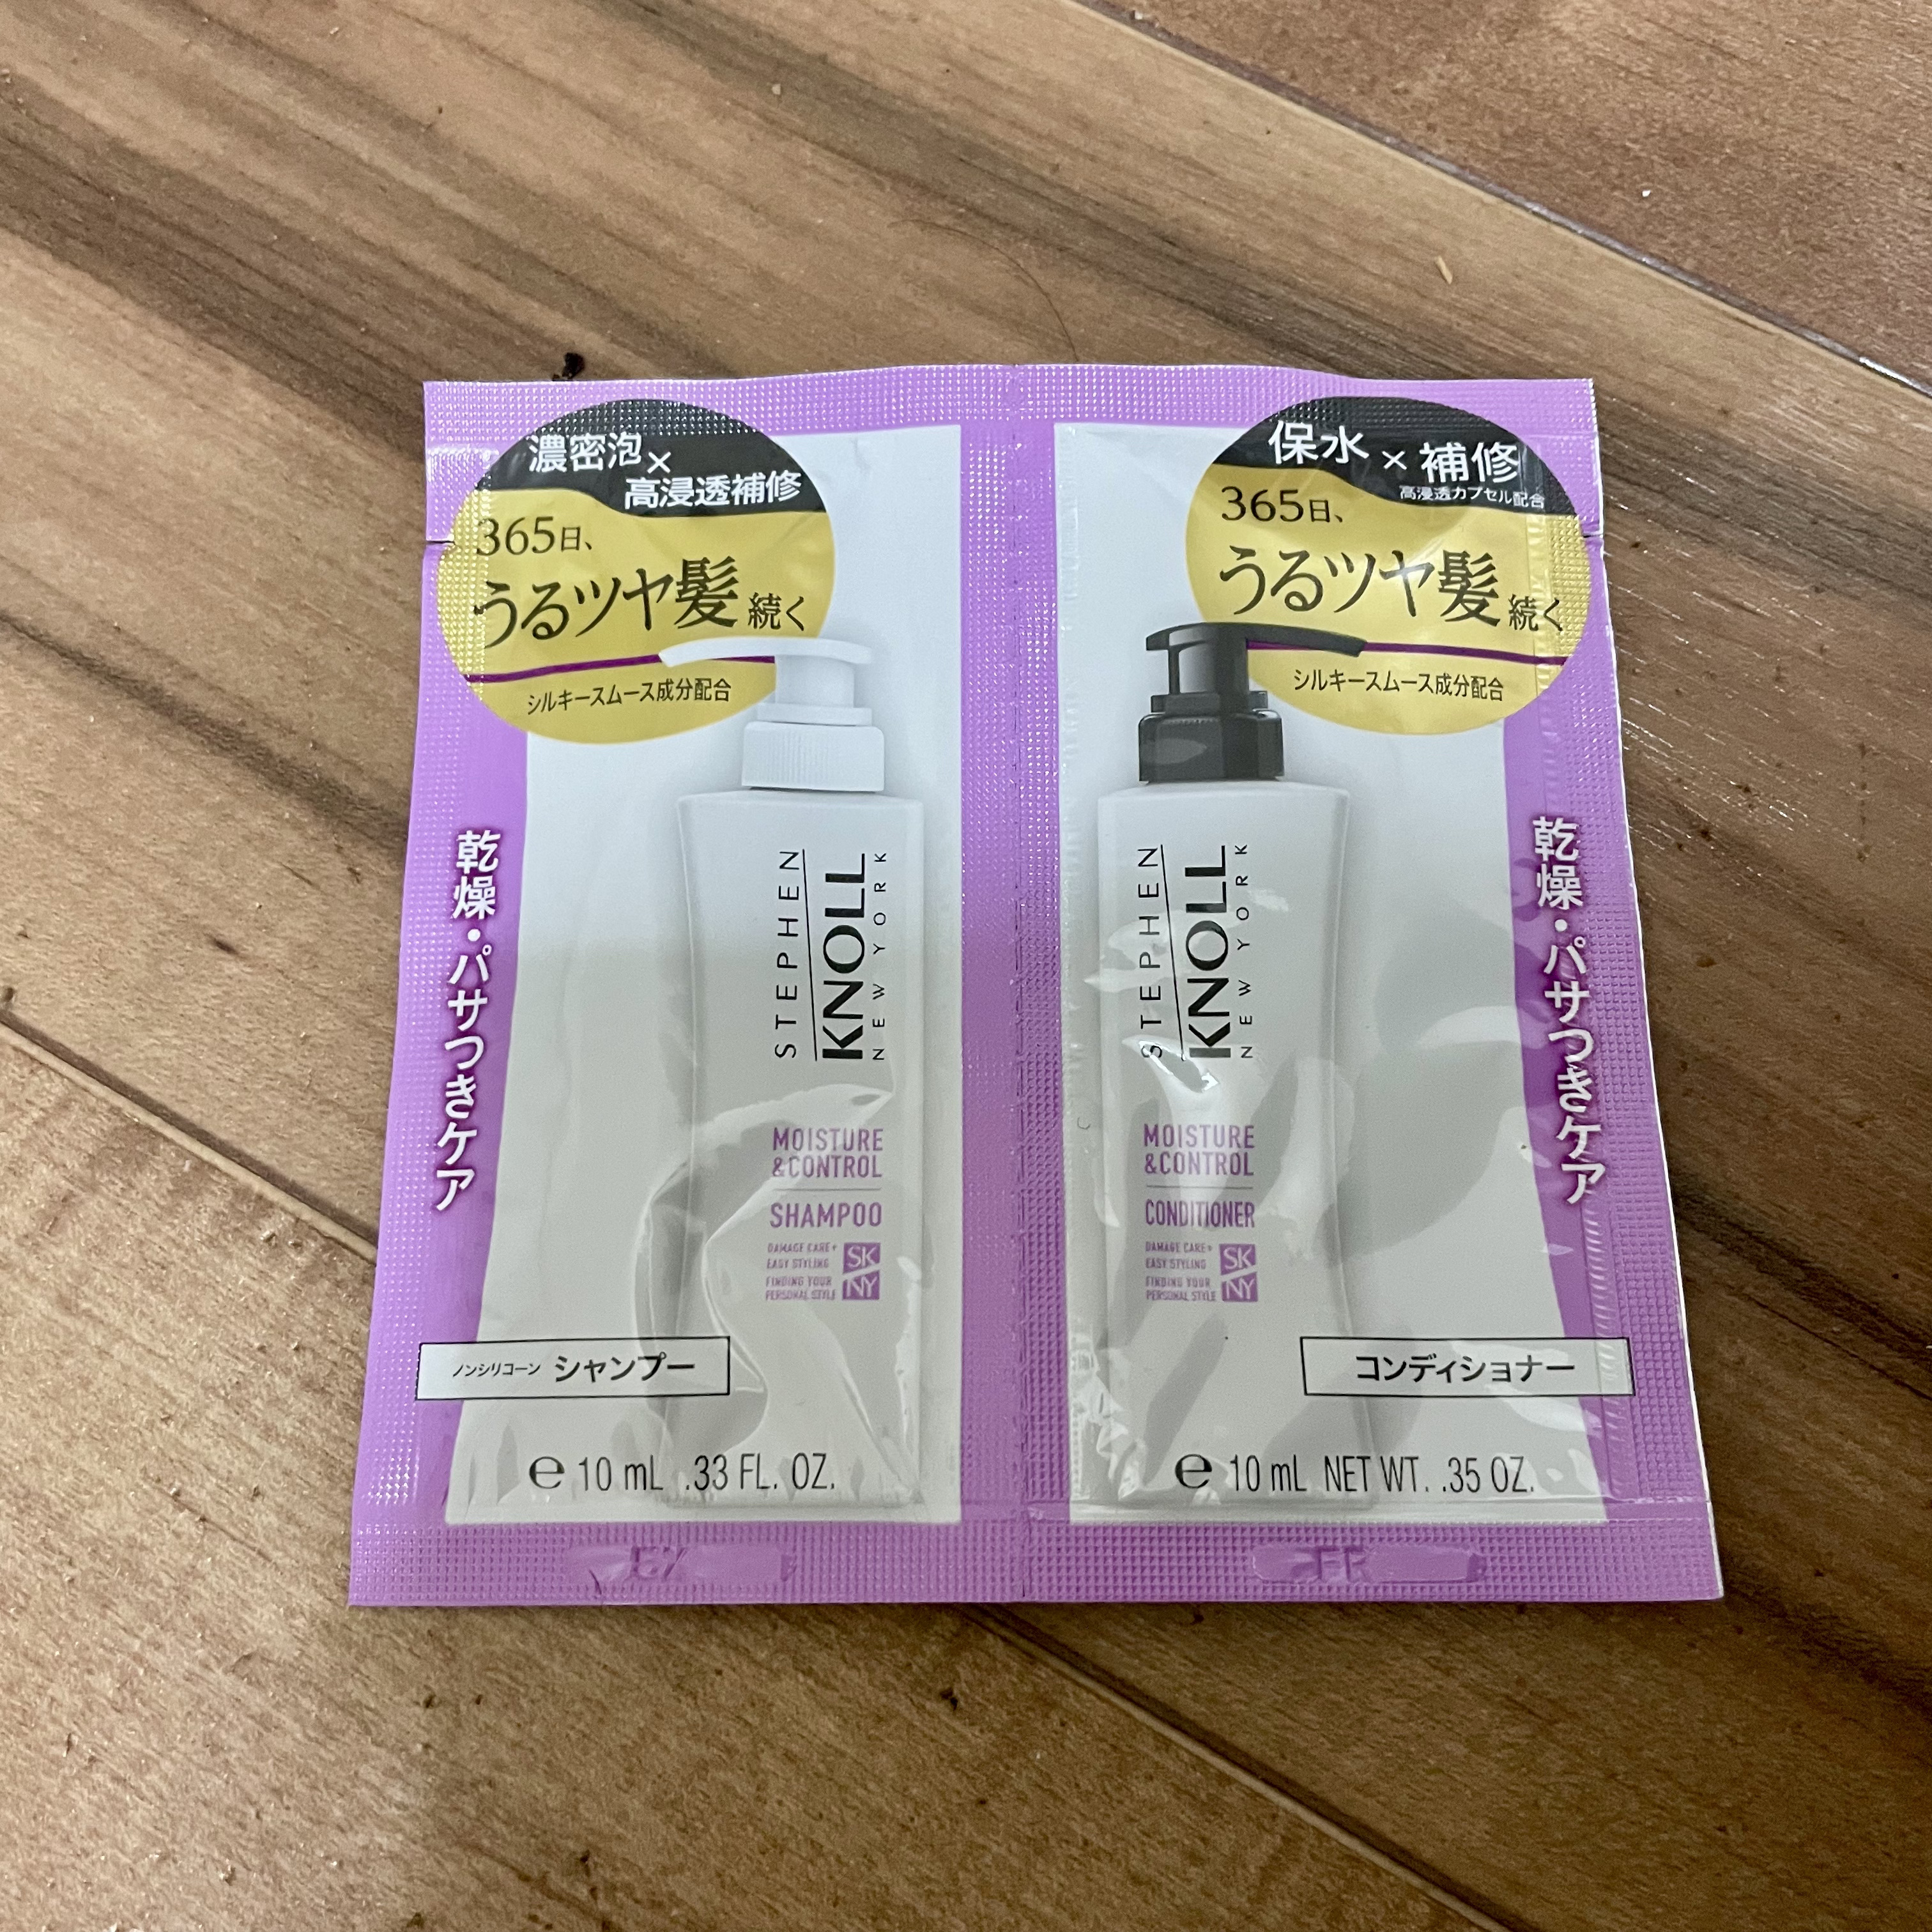 濃密泡×
高浸透補修
365日、
うるツヤ髪 続く
シルキースムース成分配合
乾燥・パサつきケア
STEPHEN
KNOLL
NEW YORK
MOISTURE
&CONTROL
SHAMPOO
DAMAGE CARE+
EASY STYLING
FINDING YOUR
PERSONAL STYLE
SK
NY
ノンシリコーン シャンプー
e 10 mL .33 FL. OZ.
保水×補修
高浸透カプセル配合
365日、
うるツヤ髪 続く
シルキースムース成分配合
乾燥・パサつきケア
STEPHEN
KNOLL
NEW YORK
MOISTURE
&CONTROL
CONDITIONER
DAMAGE CARE+
EASY STYLING
FINDING YOUR
PERSONAL STYLE
SK
NY
コンディショナー
e 10 mL NET WT. .35 OZ.